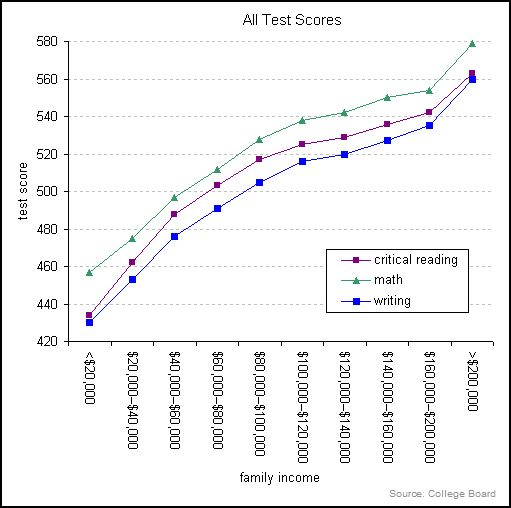 All Test Scores
580
560
540
520
500
480
460
440
420
test score
critical reading
math
writing
<$20,000
$20,000–$40,000
$40,000–$60,000
$60,000–$80,000
$80,000–$100,000
$100,000–$120,000
$120,000–$140,000
$140,000–$160,000
$160,000–$200,000
>$200,000
family income
Source: College Board